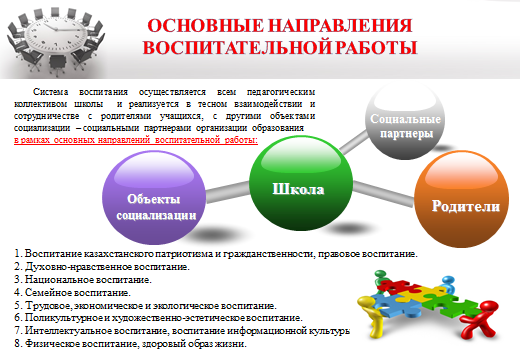 ОСНОВНЫЕ НАПРАВЛЕНИЯ
ВОСПИТАТЕЛЬНОЙ РАБОТЫ
Система воспитания осуществляется всем педагогическим
коллективом школы и реализуется в тесном взаимодействии и
сотрудничестве с родителями учащихся, с другими объектами
социализации – социальными партнерами организации образования
в рамках основных направлений воспитательной работы:
Социальные
партнеры
Объекты
социализации
Школа
Родители
1. Воспитание казахстанского патриотизма и гражданственности, правовое воспитание.
2. Духовно-нравственное воспитание.
3. Национальное воспитание.
4. Семейное воспитание.
5. Трудовое, экономическое и экологическое воспитание.
6. Поликультурное и художественно-эстетическое воспитание.
7. Интеллектуальное воспитание, воспитание информационной культуры
8. Физическое воспитание, здоровый образ жизни.